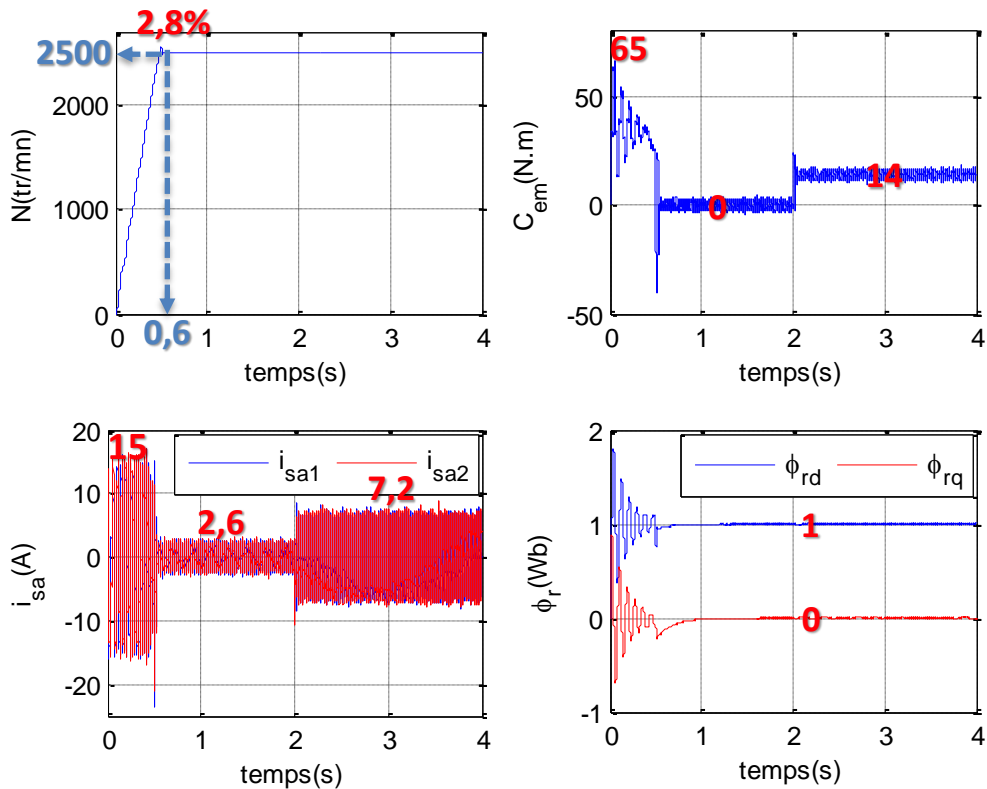 2,8%
2500
2000
1000
0
N(tr/mn)
0 1 2 3 4
0,6
temps(s)
65
50
0
-50
C_em(N.m)
0
14
0 1 2 3 4
temps(s)
20
10
0
-10
-20
i_sa(A)
15
i_sa1 i_sa2
2,6
7,2
0 1 2 3 4
temps(s)
2
1
0
-1
ϕ_r(Wb)
ϕ_rd ϕ_rq
1
0
0 1 2 3 4
temps(s)